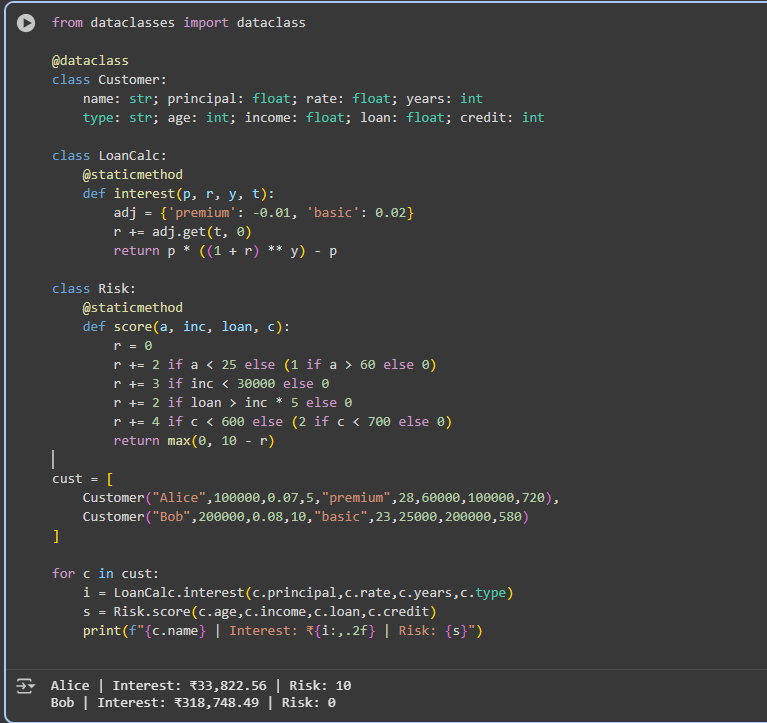 from dataclasses import dataclass

@dataclass
class Customer:
    name: str; principal: float; rate: float; years: int
    type: str; age: int; income: float; loan: float; credit: int

class LoanCalc:
    @staticmethod
    def interest(p, r, y, t):
        adj = {'premium': -0.01, 'basic': 0.02}
        r += adj.get(t, 0)
        return p * ((1 + r) ** y) - p

class Risk:
    @staticmethod
    def score(a, inc, loan, c):
        r = 0
        r += 2 if a < 25 else (1 if a > 60 else 0)
        r += 3 if inc < 30000 else 0
        r += 2 if loan > inc * 5 else 0
        r += 4 if c < 600 else (2 if c < 700 else 0)
        return max(0, 10 - r)

cust = [
    Customer("Alice",100000,0.07,5,"premium",28,60000,100000,720),
    Customer("Bob",200000,0.08,10,"basic",23,25000,200000,580)
]

for c in cust:
    i = LoanCalc.interest(c.principal,c.rate,c.years,c.type)
    s = Risk.score(c.age,c.income,c.loan,c.credit)
    print(f"{c.name} | Interest: ₹{i:,.2f} | Risk: {s}")

Alice | Interest: ₹33,822.56 | Risk: 10
Bob | Interest: ₹318,748.49 | Risk: 0